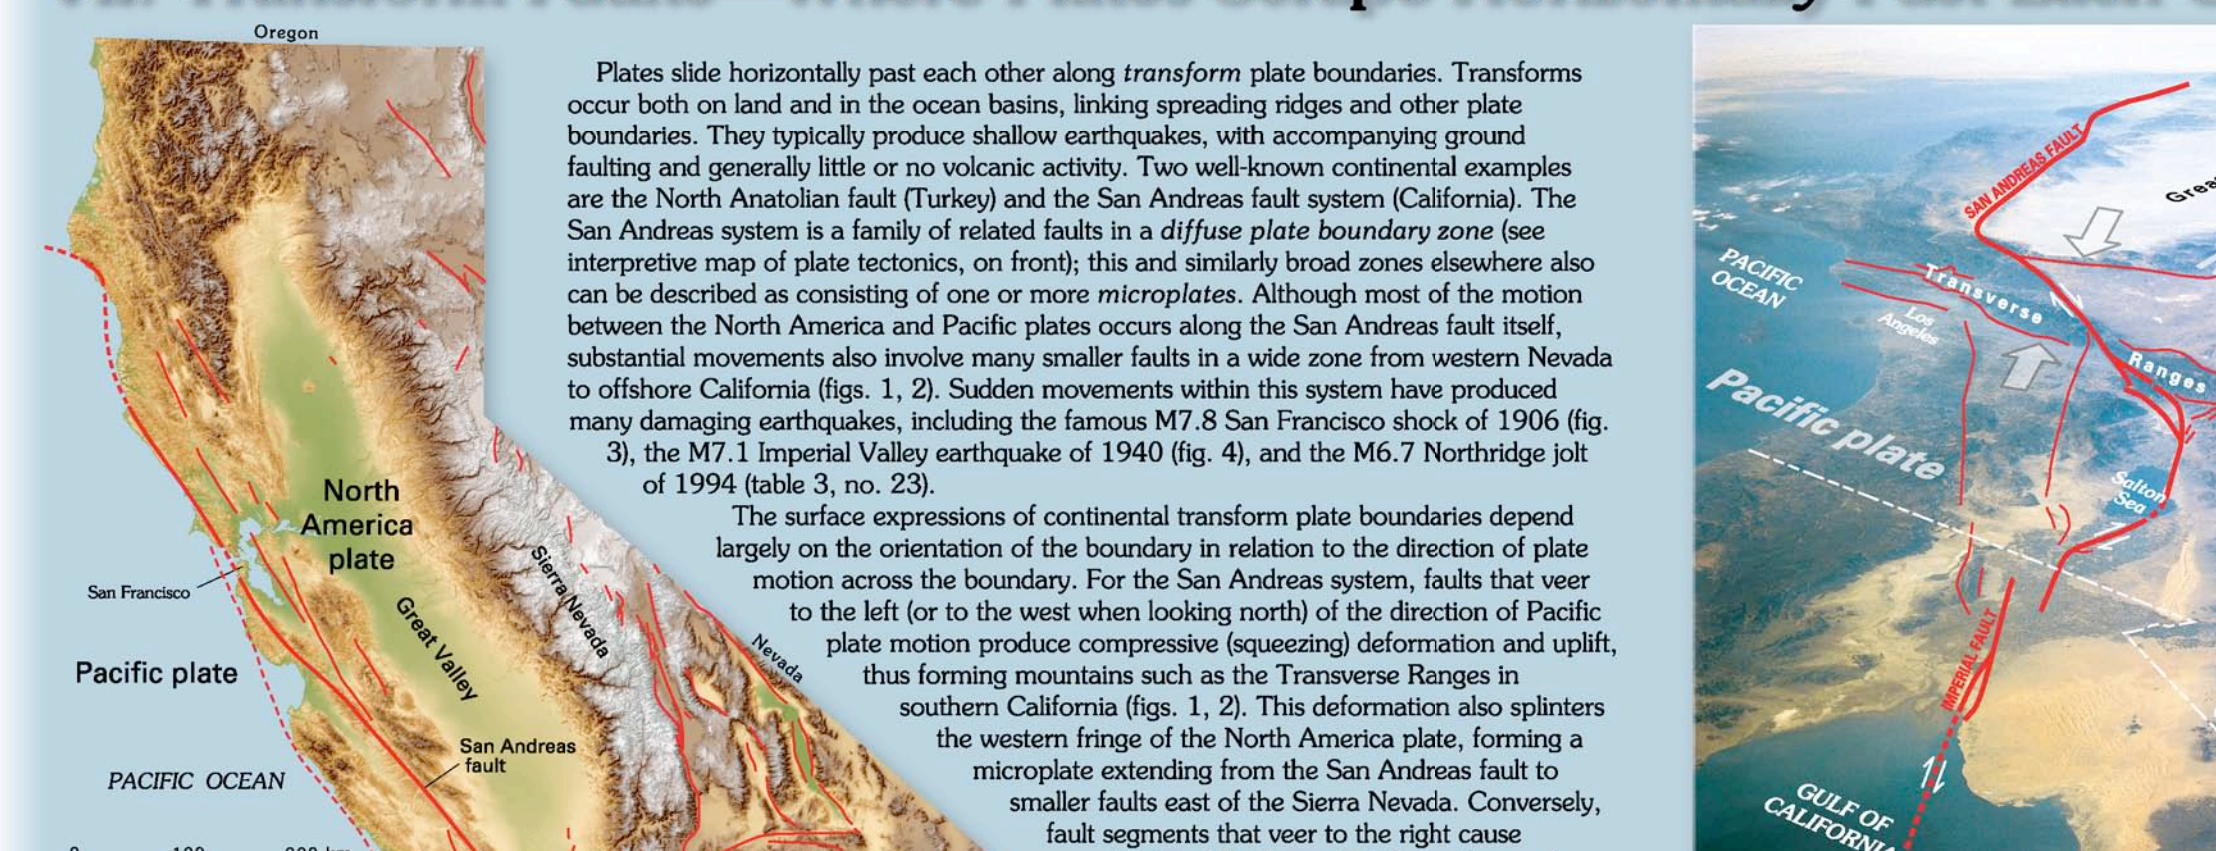 Oregon
Plates slide horizontally past each other along transform plate boundaries. Transforms
occur both on land and in the ocean basins, linking spreading ridges and other plate
boundaries. They typically produce shallow earthquakes, with accompanying ground
faulting and generally little or no volcanic activity. Two well-known continental examples
are the North Anatolian fault (Turkey) and the San Andreas fault system (California). The
San Andreas system is a family of related faults in a diffuse plate boundary zone (see
interpretive map of plate tectonics, on front); this and similarly broad zones elsewhere also
can be described as consisting of one or more microplates. Although most of the motion
between the North America and Pacific plates occurs along the San Andreas fault itself,
substantial movements also involve many smaller faults in a wide zone from western Nevada
to offshore California (figs. 1, 2). Sudden movements within this system have produced
many damaging earthquakes, including the famous M7.8 San Francisco shock of 1906 (fig.
3), the M7.1 Imperial Valley earthquake of 1940 (fig. 4), and the M6.7 Northridge jolt
of 1994 (table 3, no. 23).
The surface expressions of continental transform plate boundaries depend
largely on the orientation of the boundary in relation to the direction of plate
motion across the boundary. For the San Andreas system, faults that veer
to the left (or to the west when looking north) of the direction of Pacific
plate motion produce compressive (squeezing) deformation and uplift,
thus forming mountains such as the Transverse Ranges in
southern California (figs. 1, 2). This deformation also splinters
the western fringe of the North America plate, forming a
microplate extending from the San Andreas fault to
smaller faults east of the Sierra Nevada. Conversely,
fault segments that veer to the right cause
North
America
plate
San Francisco
Sierra Nevada
Great Valley
Nevada
Pacific plate
San Andreas
fault
PACIFIC OCEAN
SAN ANDREAS FAULT
PACIFIC
OCEAN
Transverse
Los
Angeles
Ranges
Pacific plate
Salton
Sea
IMPERIAL FAULT
GULF OF
CALIFORNIA